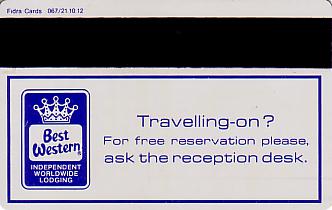 Fidra Cards 067/21.10.12
Best
Western®
INDEPENDENT
WORLDWIDE
LODGING
Travelling-on?
For free reservation please,
ask the reception desk.